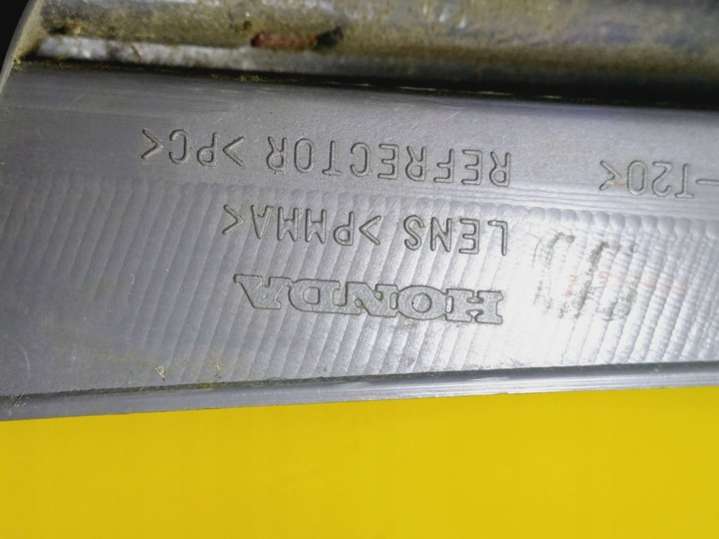 HONDA
LENS >PMMA<
-T20< REFRECTOR >PC<